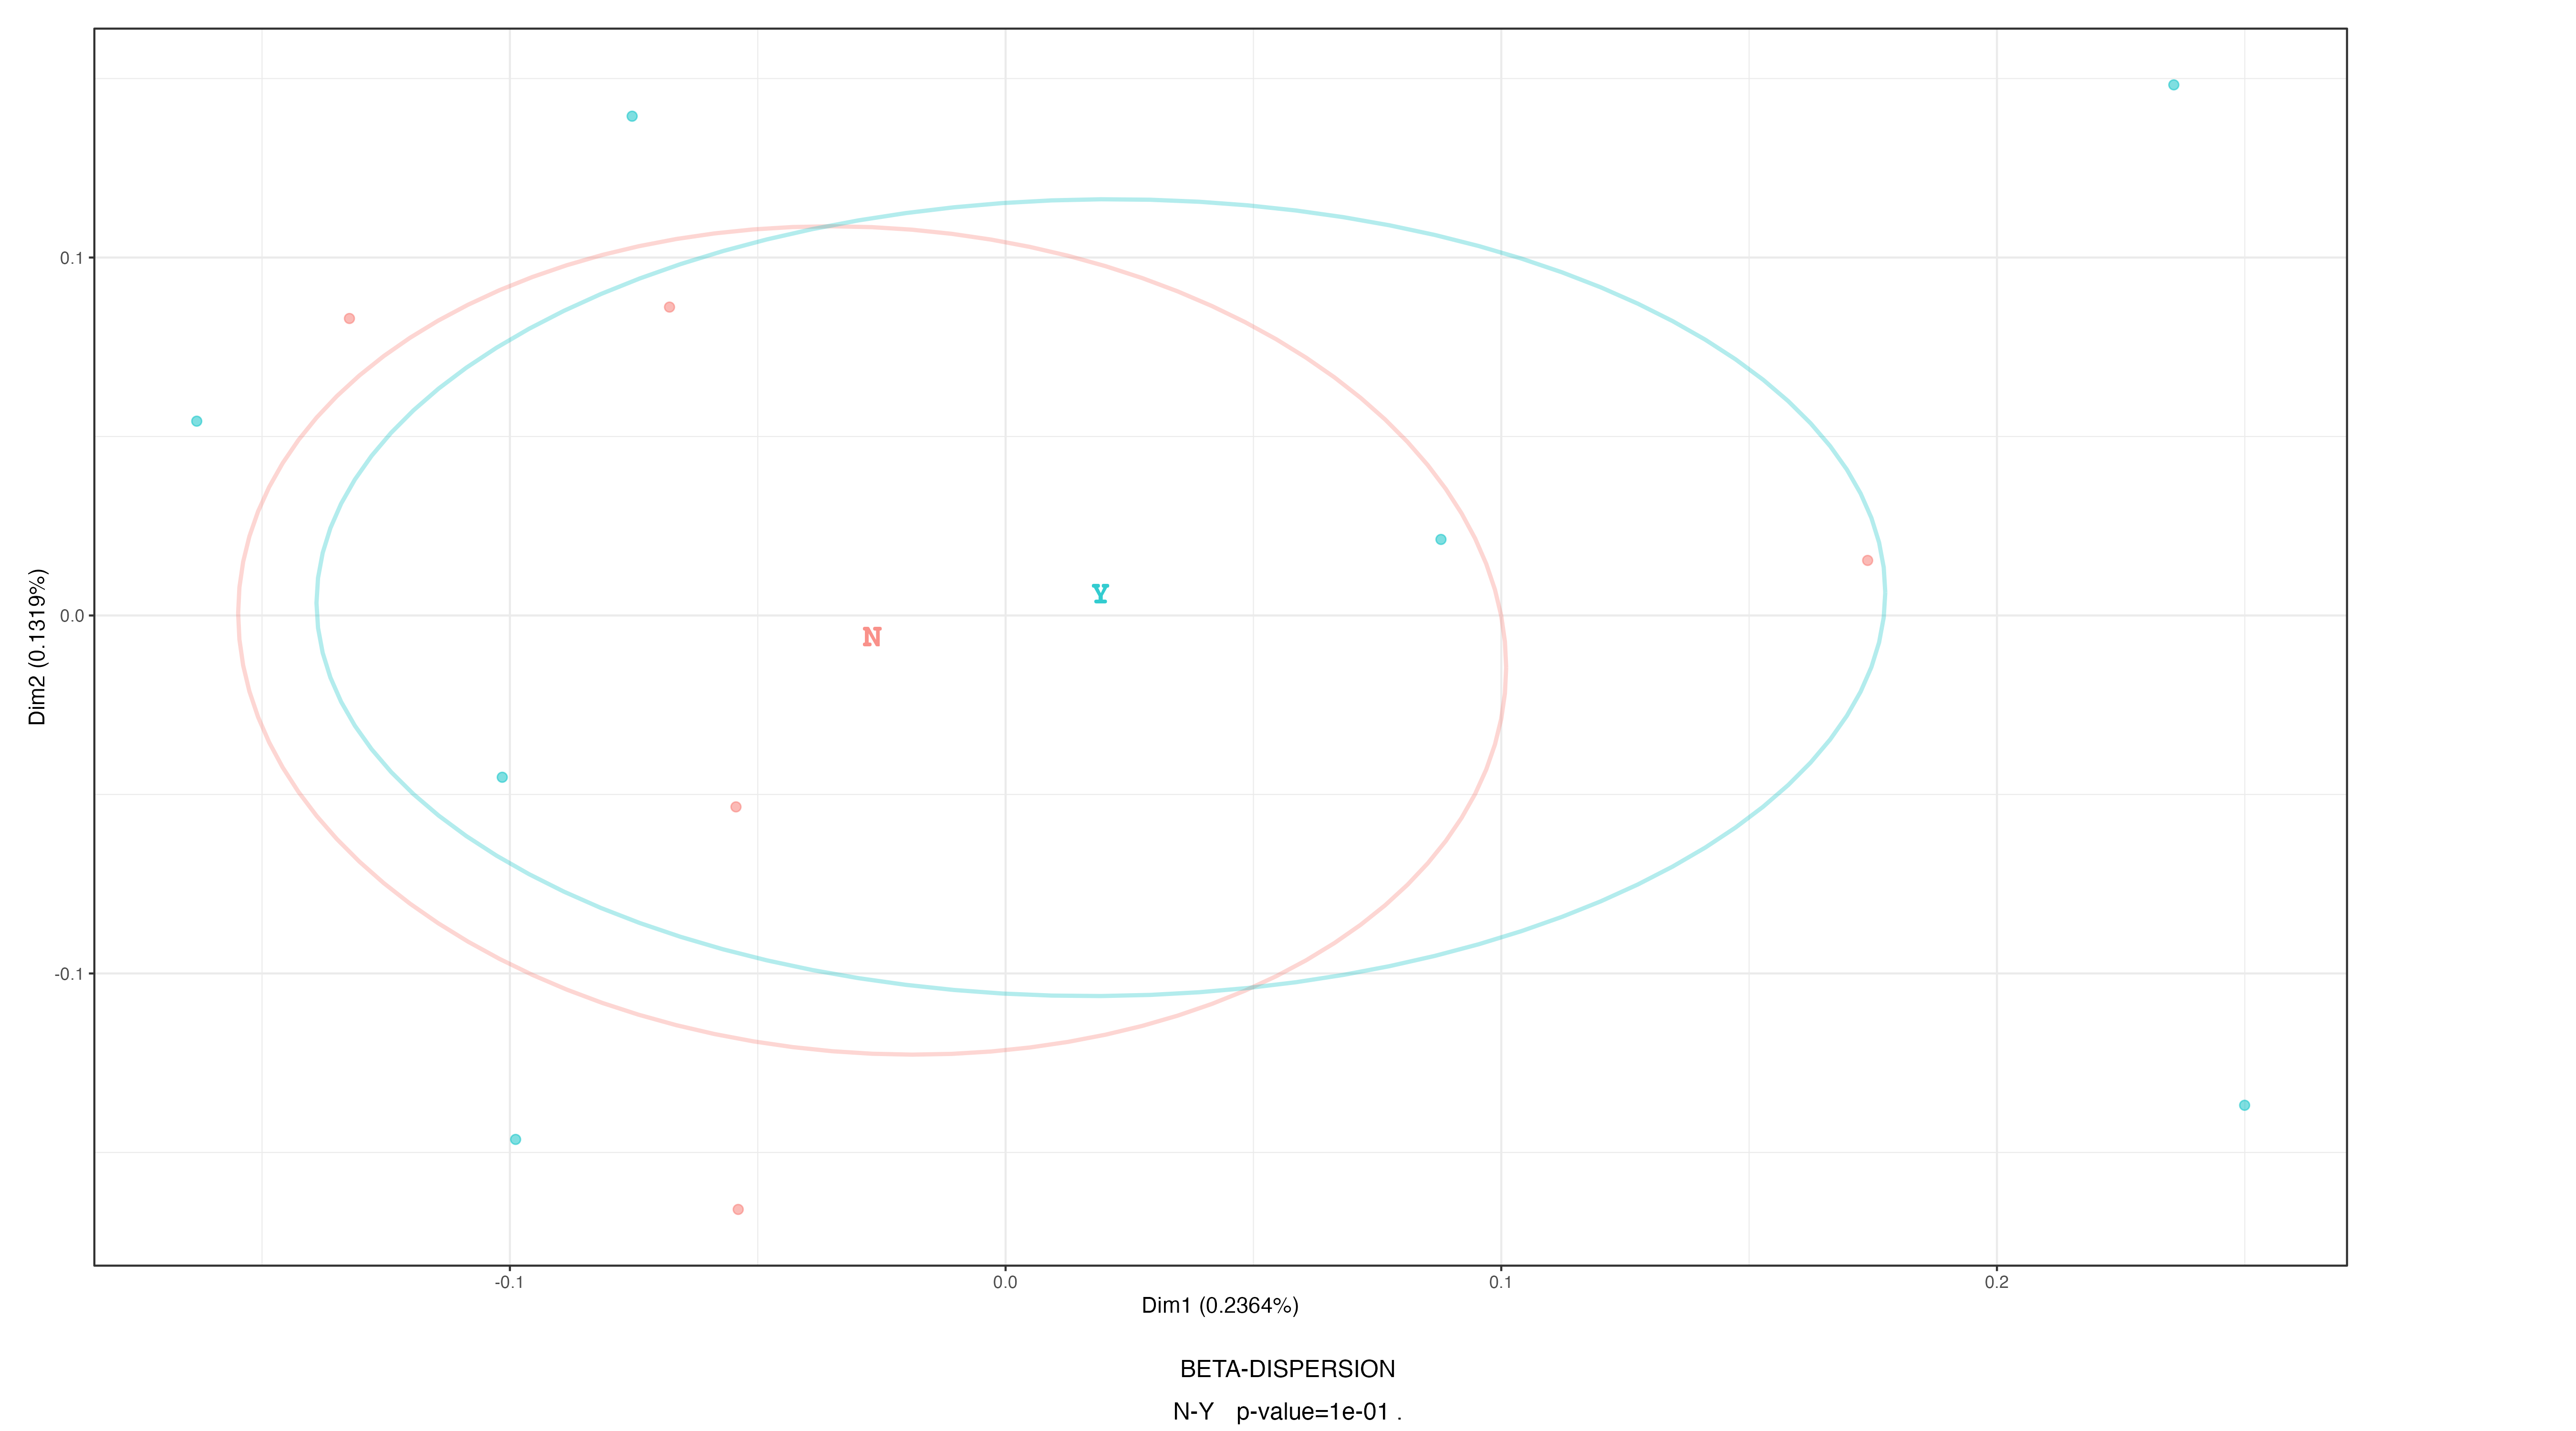 0.1
Y
0.0
N
Dim2 (0.1319%)
-0.1
-0.1 0.0 0.1 0.2
Dim1 (0.2364%)
BETA-DISPERSION
N-Y p-value=1e-01 .